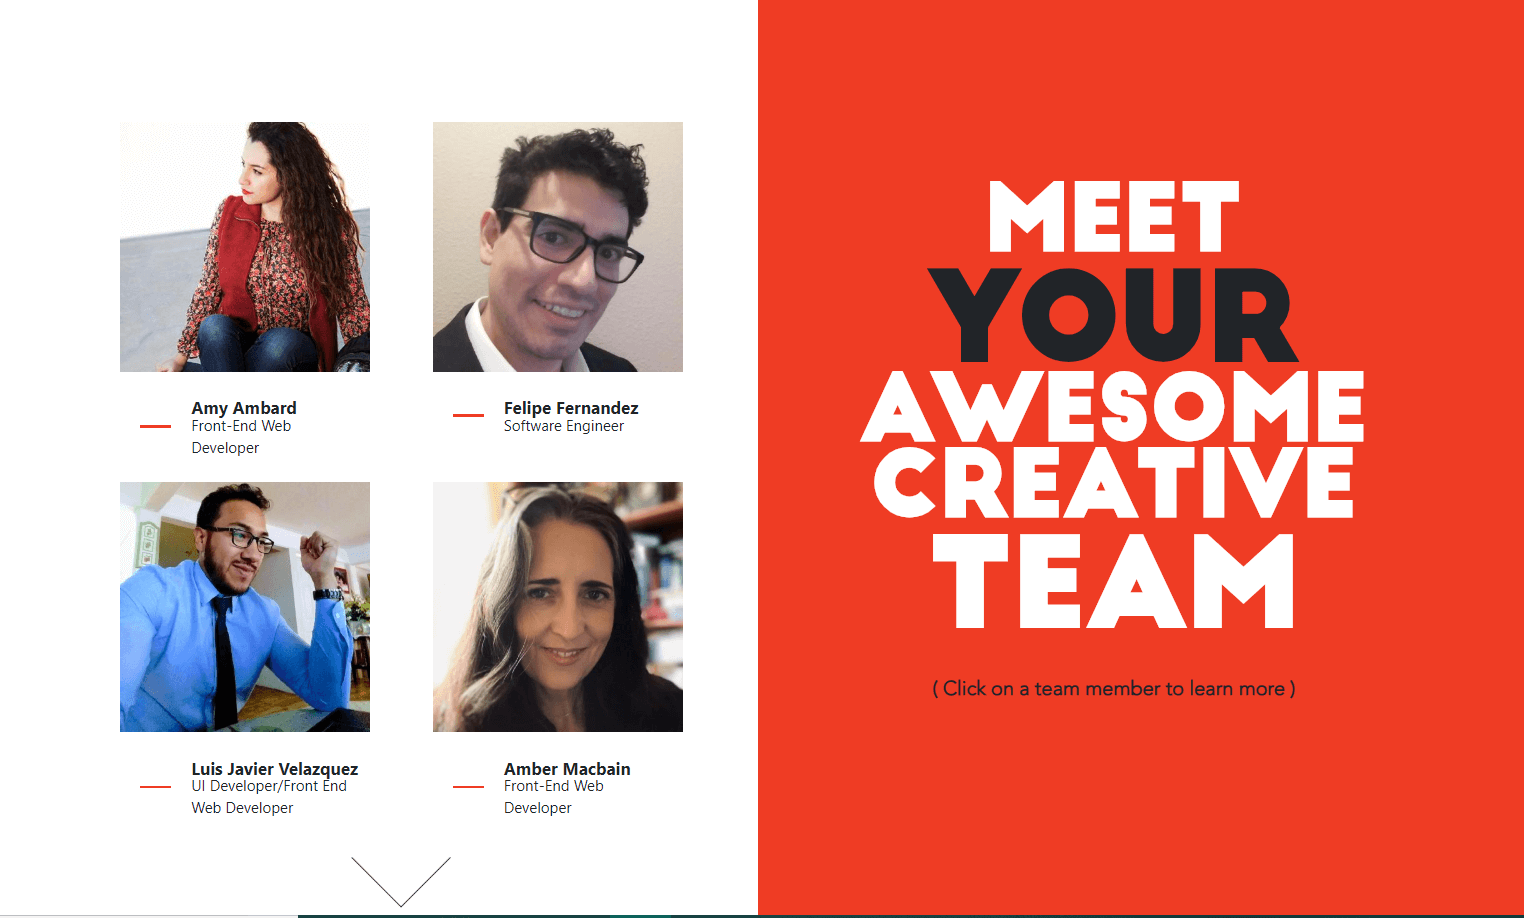 Amy Ambard
Front-End Web
Developer
Felipe Fernandez
Software Engineer
Luis Javier Velazquez
UI Developer/Front End
Web Developer
Amber Macbain
Front-End Web
Developer
MEET
YOUR
AWESOME
CREATIVE
TEAM
( Click on a team member to learn more )